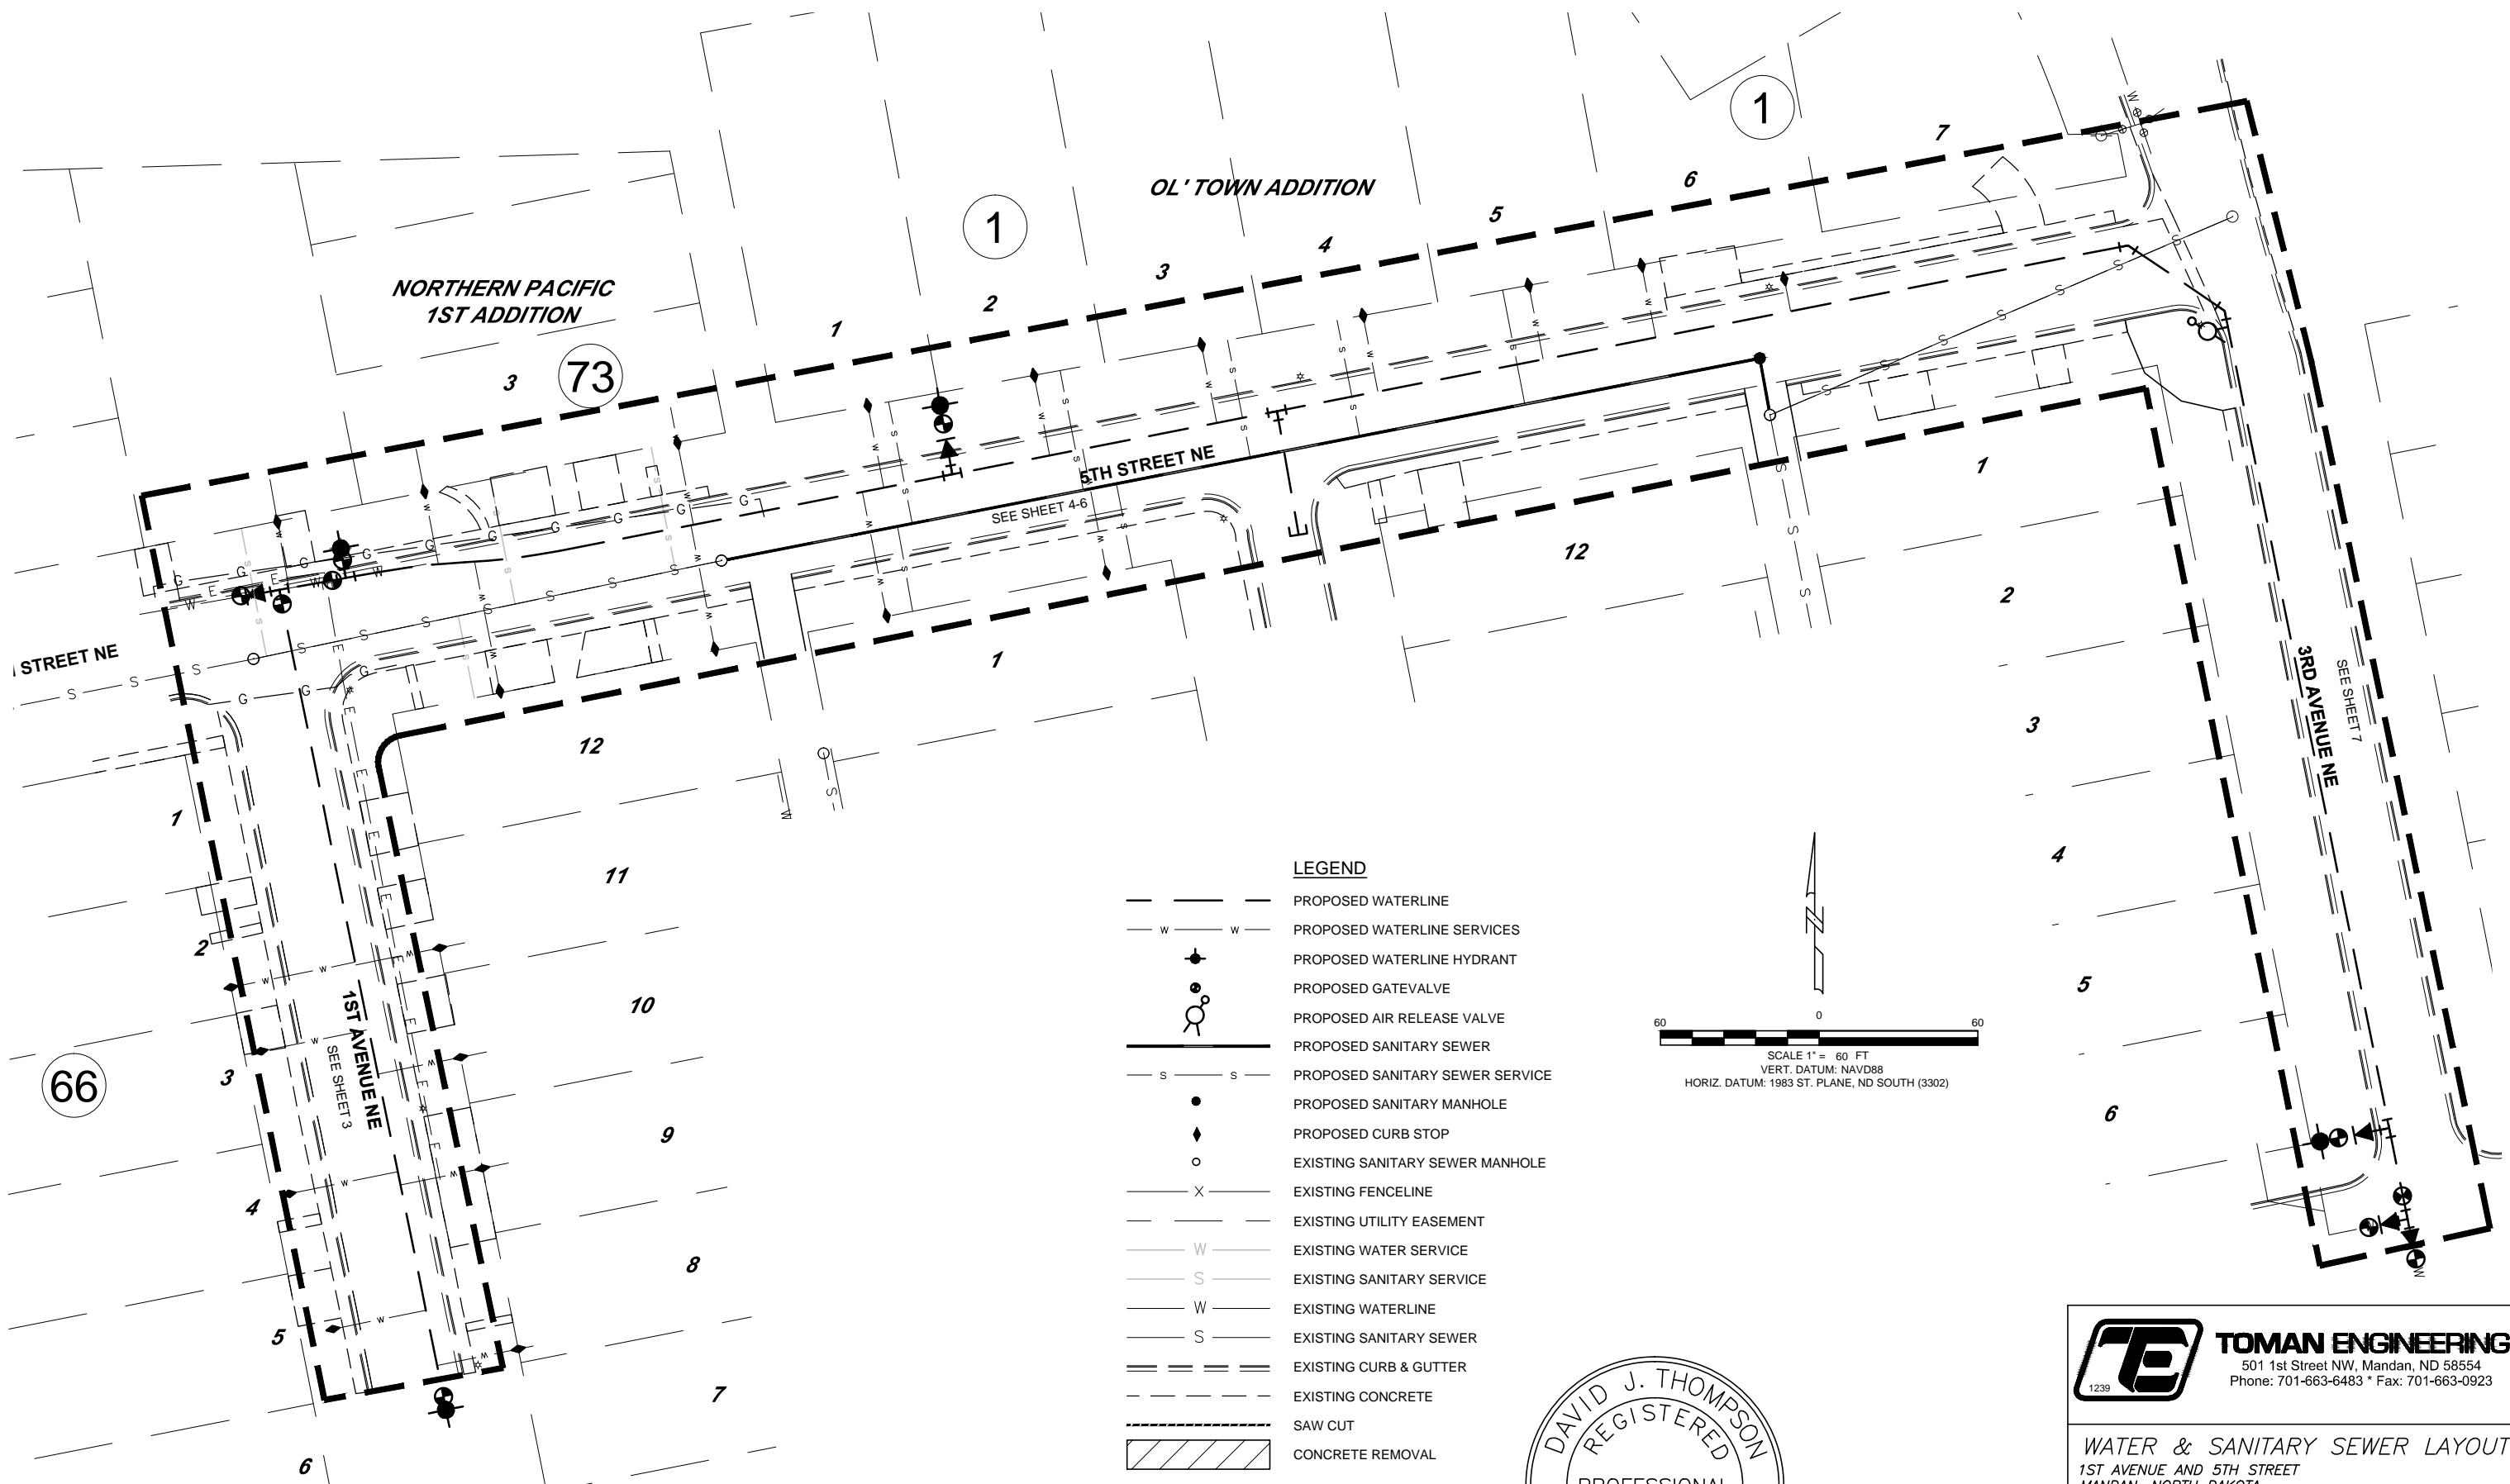 1
7
OL' TOWN ADDITION
6
1
5
4
3
NORTHERN PACIFIC
1ST ADDITION
2
1
3
73
5TH STREET NE
SEE SHEET 4-6
STREET NE
12
1
12
1
2
3
4
5
6
3RD AVENUE NE
SEE SHEET 7
1
2
3
4
5
6
66
1ST AVENUE NE
SEE SHEET 3
11
10
9
8
7
LEGEND
PROPOSED WATERLINE
W W PROPOSED WATERLINE SERVICES
PROPOSED WATERLINE HYDRANT
PROPOSED GATEVALVE
PROPOSED AIR RELEASE VALVE
PROPOSED SANITARY SEWER
S S PROPOSED SANITARY SEWER SERVICE
PROPOSED SANITARY MANHOLE
PROPOSED CURB STOP
EXISTING SANITARY SEWER MANHOLE
X EXISTING FENCELINE
EXISTING UTILITY EASEMENT
W EXISTING WATER SERVICE
S EXISTING SANITARY SERVICE
W EXISTING WATERLINE
S EXISTING SANITARY SEWER
EXISTING CURB & GUTTER
EXISTING CONCRETE
SAW CUT
CONCRETE REMOVAL
N
60 0 60
SCALE 1" = 60 FT
VERT. DATUM: NAVD88
HORIZ. DATUM: 1983 ST. PLANE, ND SOUTH (3302)
DAVID J. THOMPSON
REGISTERED
PROFESSIONAL
TE
1239
TOMAN ENGINEERING
501 1st Street NW, Mandan, ND 58554
Phone: 701-663-6483 * Fax: 701-663-0923
WATER & SANITARY SEWER LAYOUT
1ST AVENUE AND 5TH STREET
MANDAN, NORTH DAKOTA